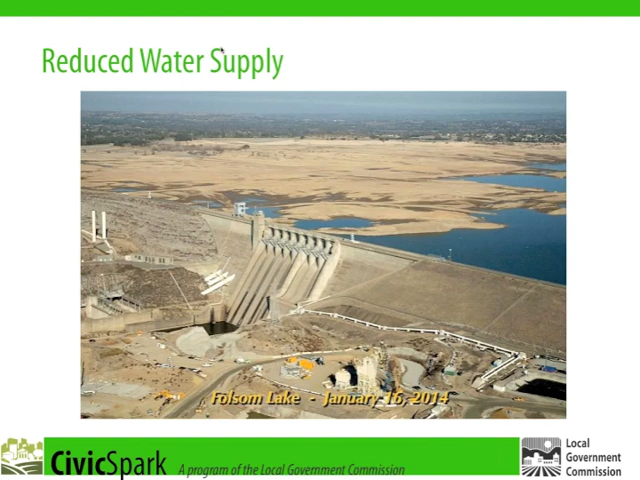 Reduced Water Supply
Folsom Lake - January 16, 2014
CivicSpark A program of the Local Government Commission
Local
Government
Commission